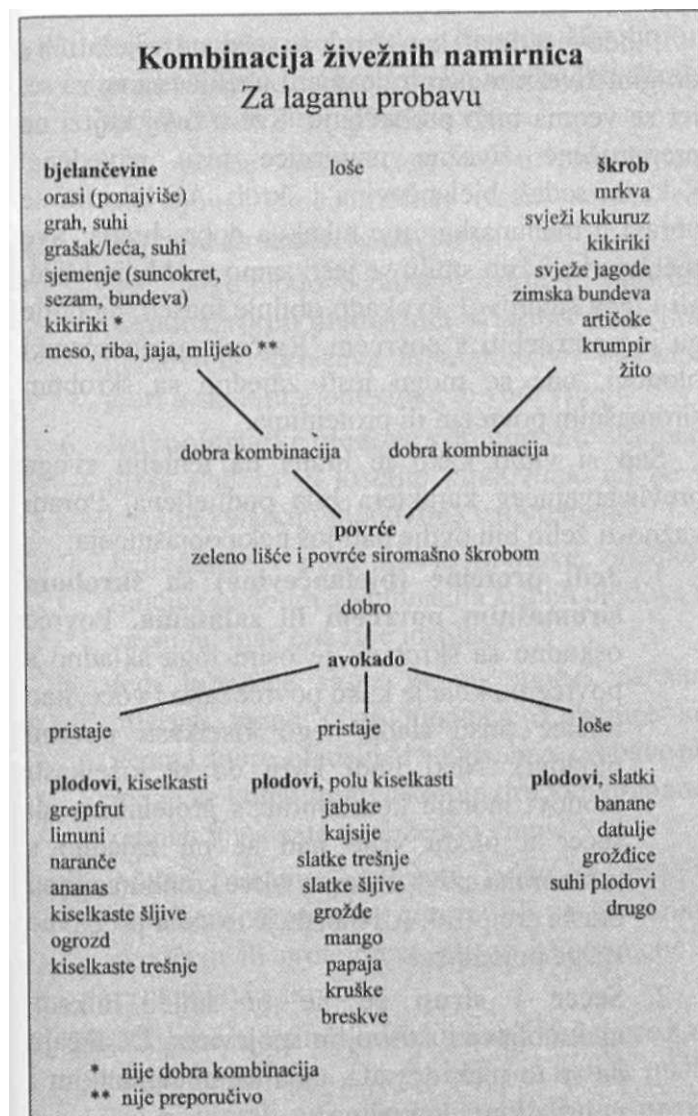 Kombinacija živežnih namirnica
Za laganu probavu
bjelančevine loše škrob
orasi (ponajviše) mrkva
grah, suhi svježi kukuruz
grašak/leća, suhi kikiriki
sjemenje (suncokret, svježe jagode
sezam, bundeva) zimska bundeva
kikiriki * artičoke
meso, riba, jaja, mlijeko ** krumpir
žito
dobra kombinacija dobra kombinacija
povrće
zeleno lišće i povrće siromašno škrobom
dobro
avokado
pristaje pristaje loše
plodovi, kiselkasti plodovi, polu kiselkasti plodovi, slatki
grejpfrut jabuke banane
limuni kajsije datulje
naranče slatke trešnje grožđice
ananas slatke šljive suhi plodovi
kiselkaste šljive grožđe drugo
ogrozd mango
kiselkaste trešnje papaja
kruške
breskve
* nije dobra kombinacija
** nije preporučivo